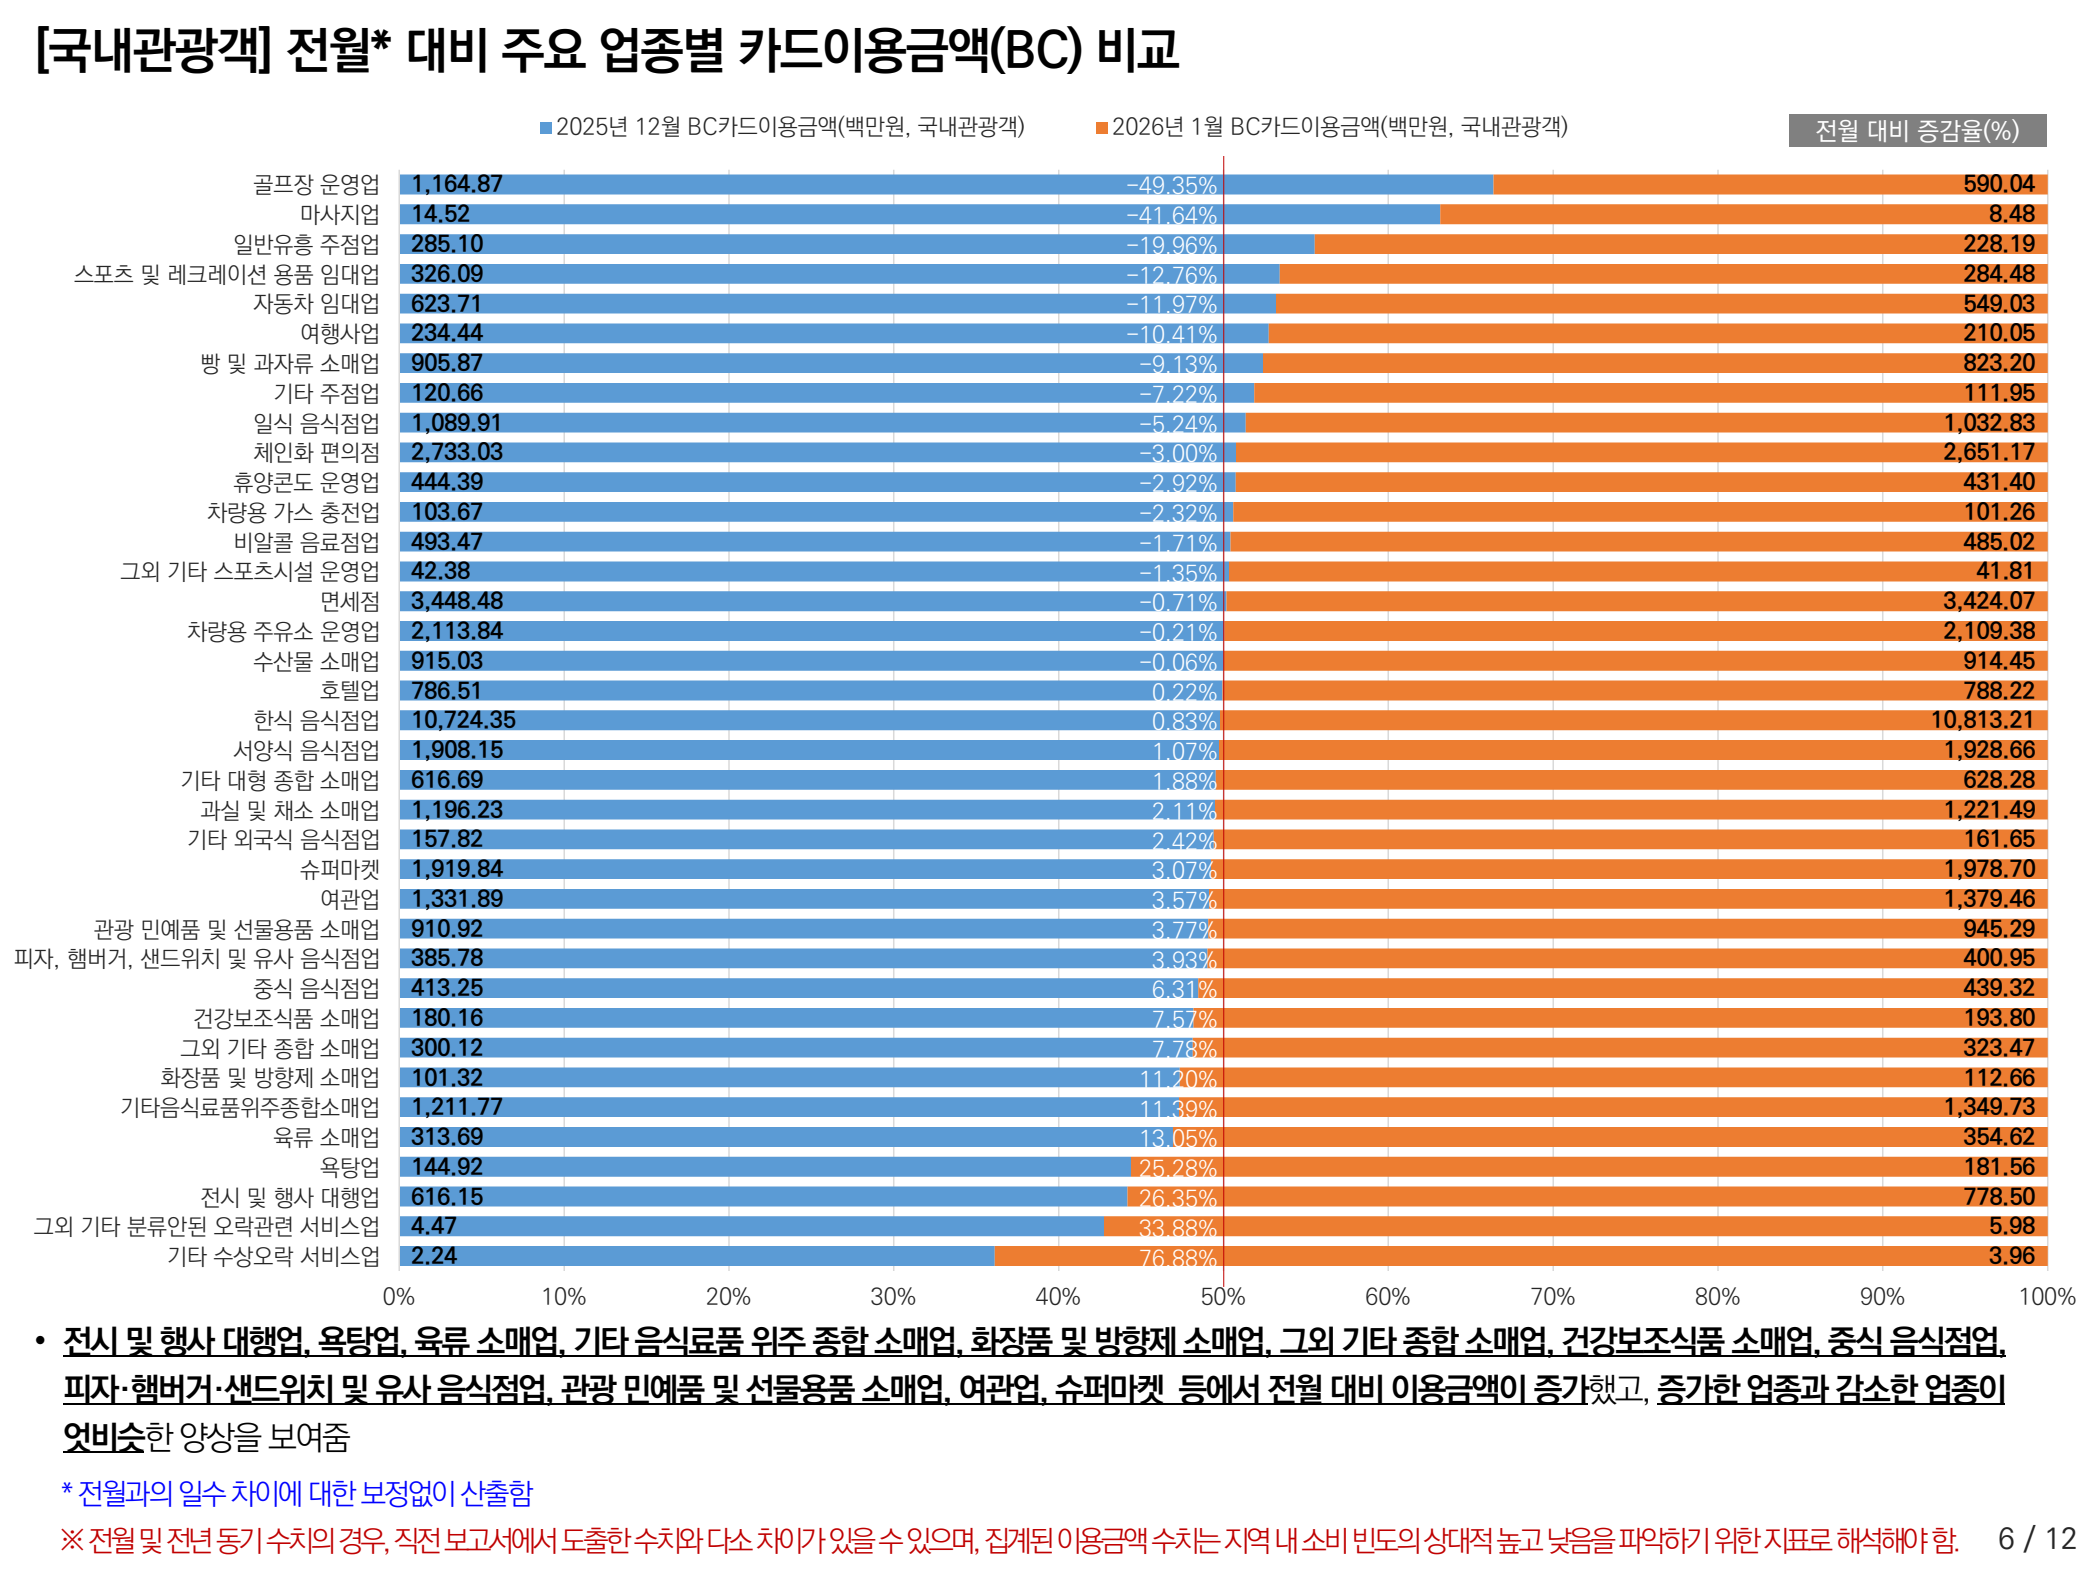 [국내관광객] 전월* 대비 주요 업종별 카드이용금액(BC) 비교
2025년 12월 BC카드이용금액(백만원, 국내관광객) 2026년 1월 BC카드이용금액(백만원, 국내관광객) 전월 대비 증감율(%)
골프장 운영업 1,164.87 -49.35% 590.04
마사지업 14.52 -41.64% 8.48
일반유흥 주점업 285.10 -19.96% 228.19
스포츠 및 레크레이션 용품 임대업 326.09 -12.76% 284.48
자동차 임대업 623.71 -11.97% 549.03
여행사업 234.44 -10.41% 210.05
빵 및 과자류 소매업 905.87 -9.13% 823.20
기타 주점업 120.66 -7.22% 111.95
일식 음식점업 1,089.91 -5.24% 1,032.83
체인화 편의점 2,733.03 -3.00% 2,651.17
휴양콘도 운영업 444.39 -2.92% 431.40
차량용 가스 충전업 103.67 -2.32% 101.26
비알콜 음료점업 493.47 -1.71% 485.02
그외 기타 스포츠시설 운영업 42.38 -1.35% 41.81
면세점 3,448.48 -0.71% 3,424.07
차량용 주유소 운영업 2,113.84 -0.21% 2,109.38
수산물 소매업 915.03 -0.06% 914.45
호텔업 786.51 0.22% 788.22
한식 음식점업 10,724.35 0.83% 10,813.21
서양식 음식점업 1,908.15 1.07% 1,928.66
기타 대형 종합 소매업 616.69 1.88% 628.28
과실 및 채소 소매업 1,196.23 2.11% 1,221.49
기타 외국식 음식점업 157.82 2.42% 161.65
슈퍼마켓 1,919.84 3.07% 1,978.70
여관업 1,331.89 3.57% 1,379.46
관광 민예품 및 선물용품 소매업 910.92 3.77% 945.29
피자, 햄버거, 샌드위치 및 유사 음식점업 385.78 3.93% 400.95
중식 음식점업 413.25 6.31% 439.32
건강보조식품 소매업 180.16 7.57% 193.80
그외 기타 종합 소매업 300.12 7.78% 323.47
화장품 및 방향제 소매업 101.32 11.20% 112.66
기타음식료품위주종합소매업 1,211.77 11.39% 1,349.73
육류 소매업 313.69 13.05% 354.62
욕탕업 144.92 25.28% 181.56
전시 및 행사 대행업 616.15 26.35% 778.50
그외 기타 분류안된 오락관련 서비스업 4.47 33.88% 5.98
기타 수상오락 서비스업 2.24 76.88% 3.96
0% 10% 20% 30% 40% 50% 60% 70% 80% 90% 100%
• 전시 및 행사 대행업, 욕탕업, 육류 소매업, 기타 음식료품 위주 종합 소매업, 화장품 및 방향제 소매업, 그외 기타 종합 소매업, 건강보조식품 소매업, 중식 음식점업,
피자·햄버거·샌드위치 및 유사 음식점업, 관광 민예품 및 선물용품 소매업, 여관업, 슈퍼마켓 등에서 전월 대비 이용금액이 증가했고, 증가한 업종과 감소한 업종이
엇비슷한 양상을 보여줌
* 전월과의 일수 차이에 대한 보정없이 산출함
※ 전월 및 전년 동기 수치의 경우, 직전 보고서에서 도출한 수치와 다소 차이가 있을 수 있으며, 집계된 이용금액 수치는 지역 내 소비 빈도의 상대적 높고 낮음을 파악하기 위한 지표로 해석해야 함. 6 / 12